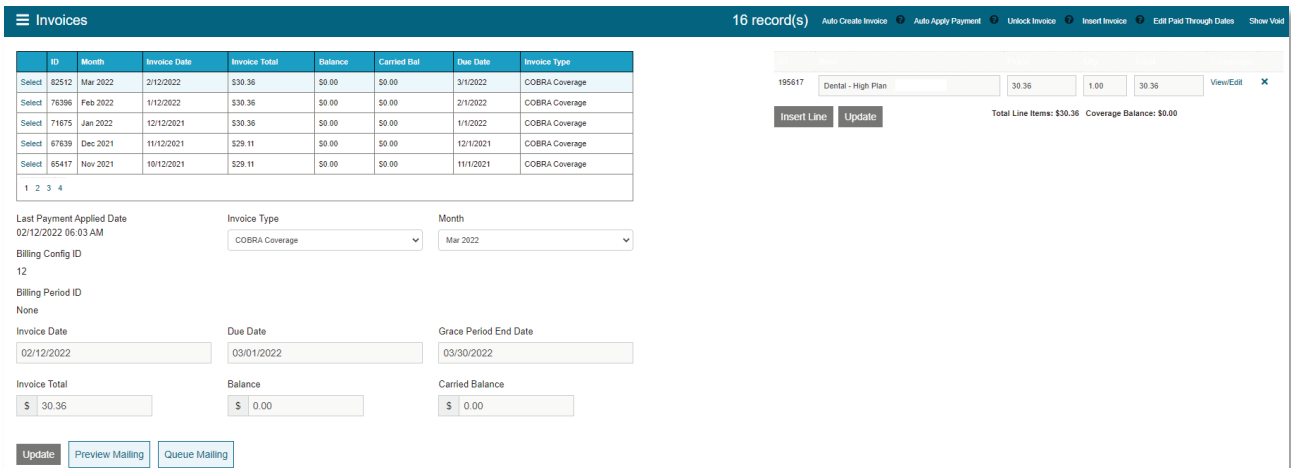 Invoices
16 record(s) Auto Create Invoice ? Auto Apply Payment ? Unlock Invoice ? Insert Invoice ? Edit Paid Through Dates Show Void
ID Month Invoice Date Invoice Total Balance Carried Bal Due Date Invoice Type
Select 82512 Mar 2022 2/12/2022 $30.36 $0.00 $0.00 3/1/2022 COBRA Coverage
Select 76396 Feb 2022 1/12/2022 $30.36 $0.00 $0.00 2/1/2022 COBRA Coverage
Select 71675 Jan 2022 12/12/2021 $30.36 $0.00 $0.00 1/1/2022 COBRA Coverage
Select 67639 Dec 2021 11/12/2021 $29.11 $0.00 $0.00 12/1/2021 COBRA Coverage
Select 65417 Nov 2021 10/12/2021 $29.11 $0.00 $0.00 11/1/2021 COBRA Coverage
1 2 3 4
Last Payment Applied Date Invoice Type Month
02/12/2022 06:03 AM
COBRA Coverage Mar 2022
Billing Config ID
12
Billing Period ID
None
Invoice Date Due Date Grace Period End Date
02/12/2022 03/01/2022 03/30/2022
Invoice Total Balance Carried Balance
$ 30.36 $ 0.00 $ 0.00
Update Preview Mailing Queue Mailing
195617 Dental - High Plan 30.36 1.00 30.36 View/Edit ×
Insert Line Update Total Line Items: $30.36 Coverage Balance: $0.00